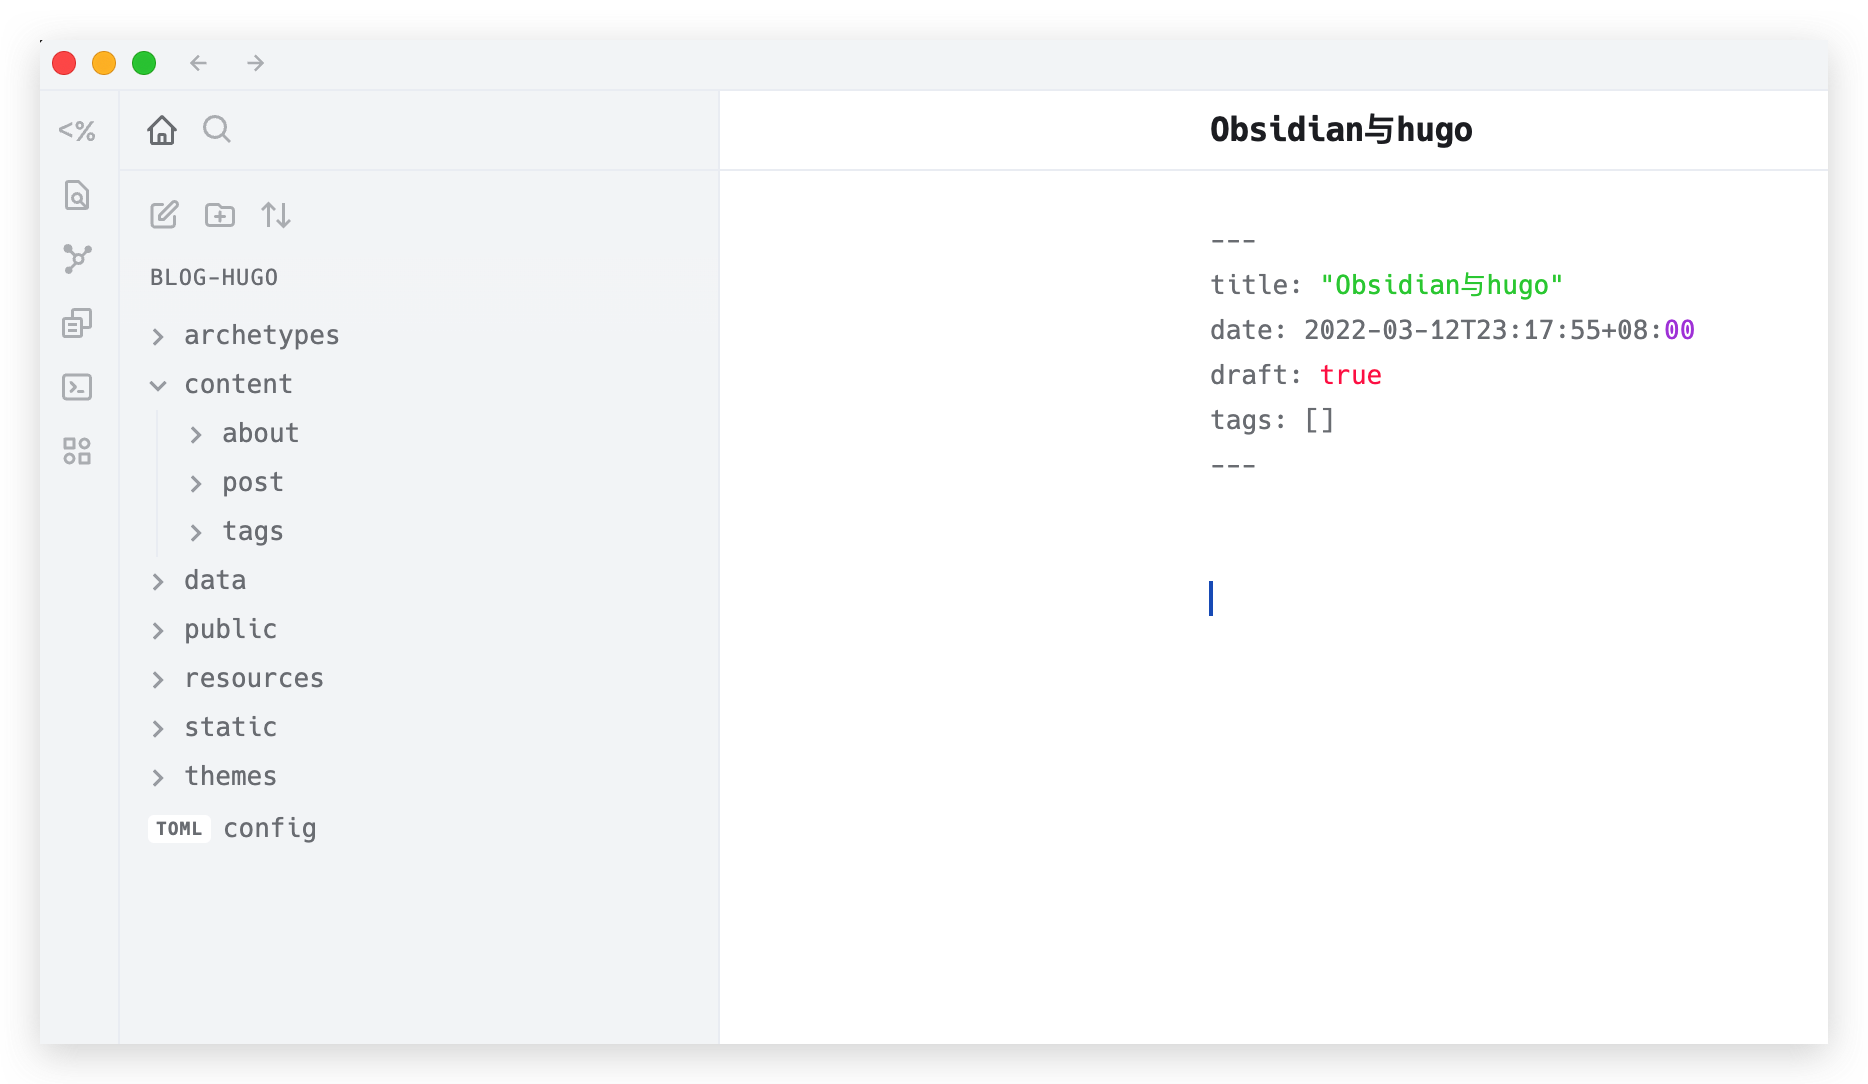 <%
BLOG-HUGO
archetypes
content
about
post
tags
data
public
resources
static
themes
TOML config
Obsidian与hugo
---
title: "Obsidian与hugo"
date: 2022-03-12T23:17:55+08:00
draft: true
tags: []
---